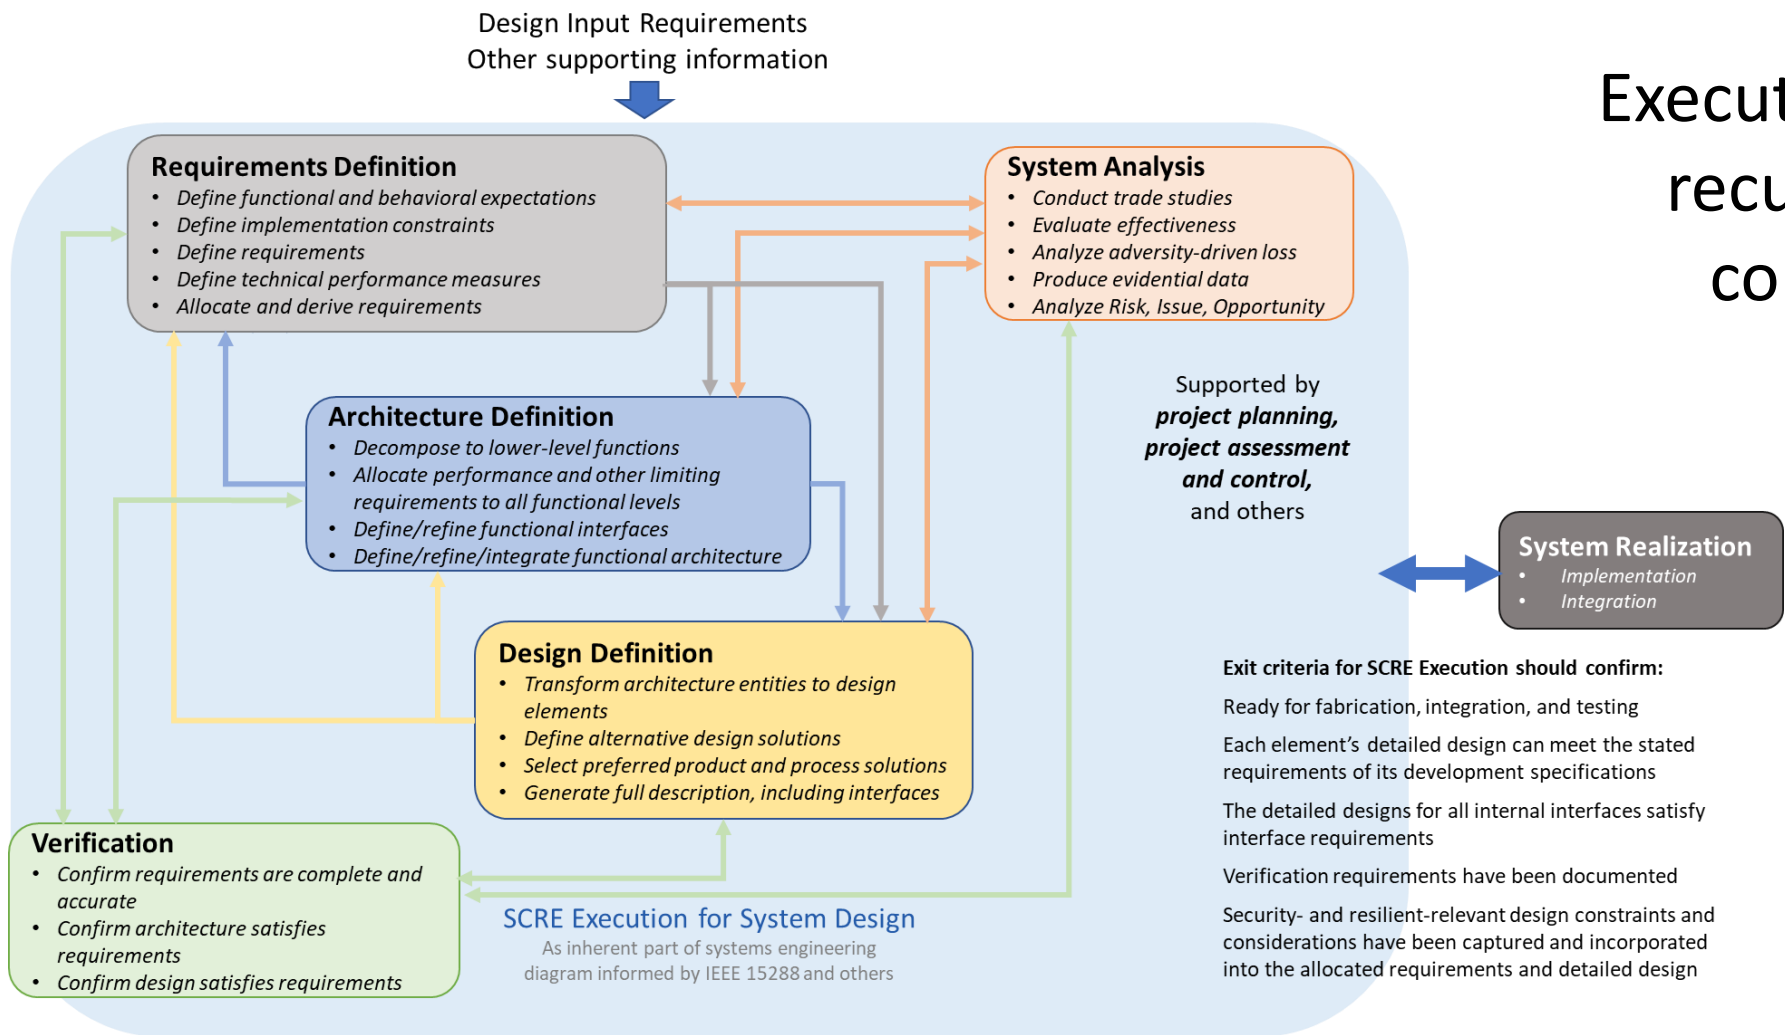 Design Input Requirements
Other supporting information
Requirements Definition
• Define functional and behavioral expectations
• Define implementation constraints
• Define requirements
• Define technical performance measures
• Allocate and derive requirements
System Analysis
• Conduct trade studies
• Evaluate effectiveness
• Analyze adversity-driven loss
• Produce evidential data
• Analyze Risk, Issue, Opportunity
Architecture Definition
• Decompose to lower-level functions
• Allocate performance and other limiting
requirements to all functional levels
• Define/refine functional interfaces
• Define/refine/integrate functional architecture
Supported by
project planning,
project assessment
and control,
and others
System Realization
• Implementation
• Integration
Design Definition
• Transform architecture entities to design
elements
• Define alternative design solutions
• Select preferred product and process solutions
• Generate full description, including interfaces
Verification
• Confirm requirements are complete and
accurate
• Confirm architecture satisfies
requirements
• Confirm design satisfies requirements
SCRE Execution for System Design
As inherent part of systems engineering
diagram informed by IEEE 15288 and others
Exit criteria for SCRE Execution should confirm:
Ready for fabrication, integration, and testing
Each element's detailed design can meet the stated
requirements of its development specifications
The detailed designs for all internal interfaces satisfy
interface requirements
Verification requirements have been documented
Security- and resilient-relevant design constraints and
considerations have been captured and incorporated
into the allocated requirements and detailed design